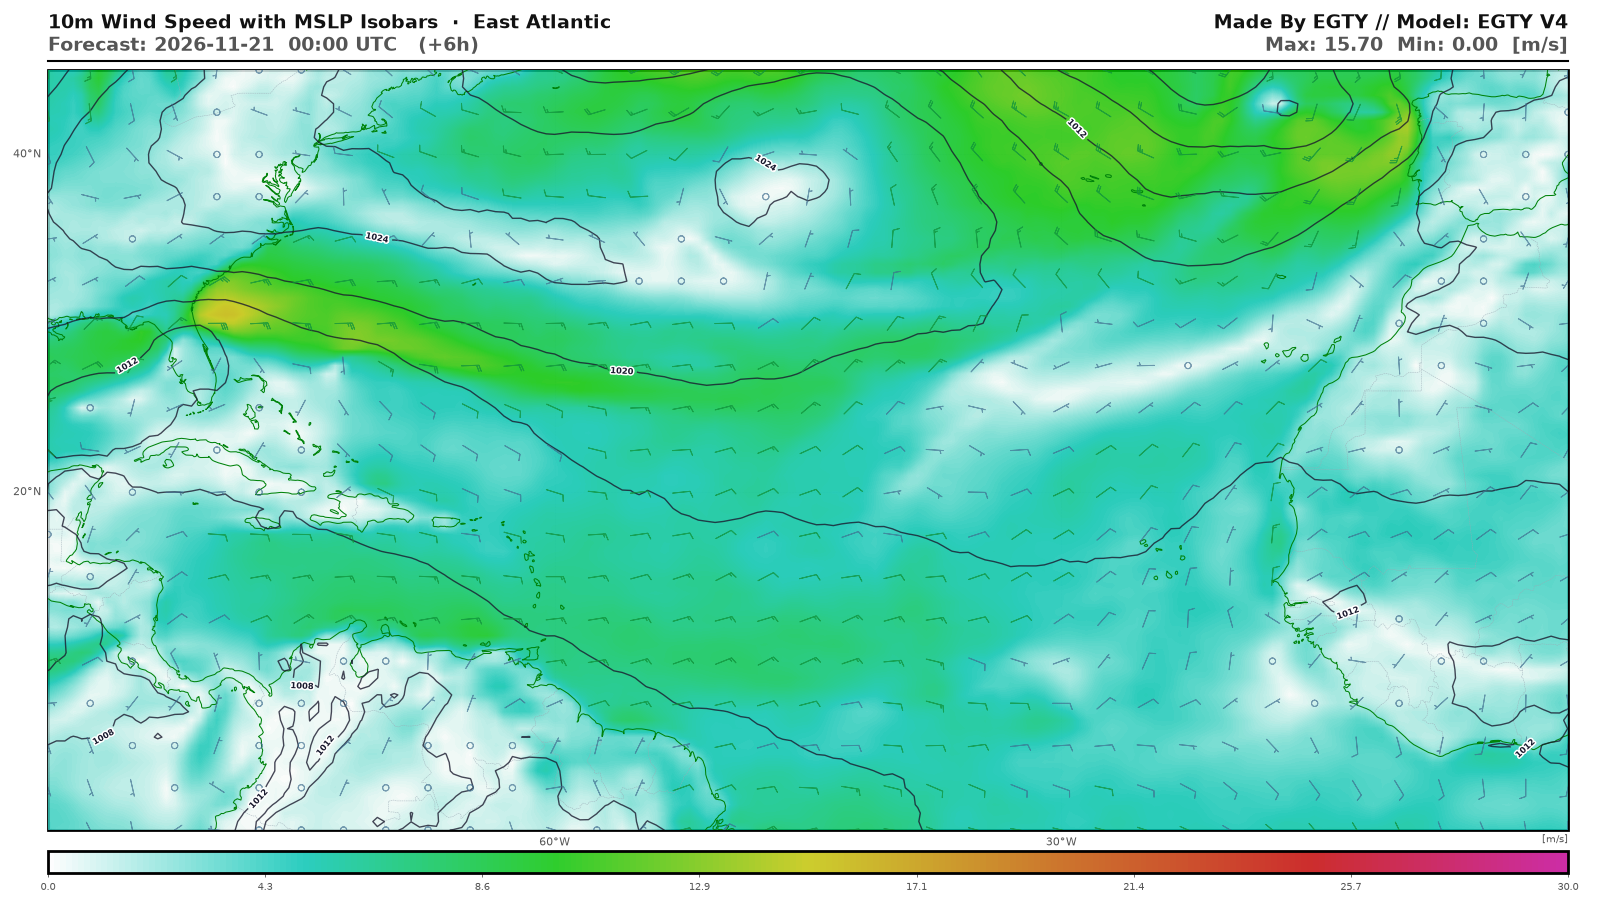 10m Wind Speed with MSLP Isobars · East Atlantic
Made By EGTY // Model: EGTY V4
Forecast: 2026-11-21 00:00 UTC (+6h)
Max: 15.70 Min: 0.00 [m/s]
1012
40°N
1024
1024
1012
1020
20°N
1012
1008
1008
1012
1012
1012
60°W
30°W
[m/s]
0.0
4.3
8.6
12.9
17.1
21.4
25.7
30.0